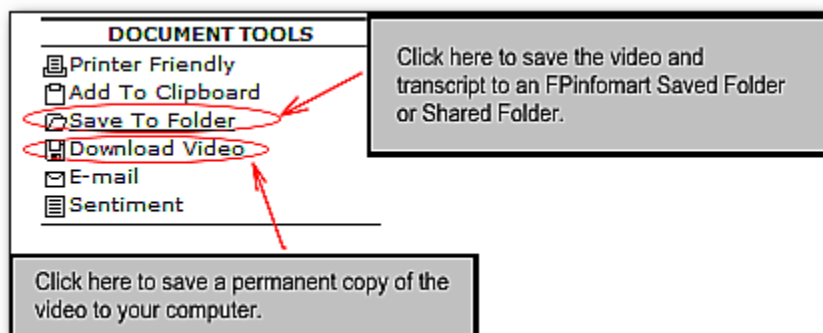 DOCUMENT TOOLS
Printer Friendly
Add To Clipboard
Save To Folder
Download Video
E-mail
Sentiment
Click here to save the video and
transcript to an FPinfomart Saved Folder
or Shared Folder.
Click here to save a permanent copy of the
video to your computer.